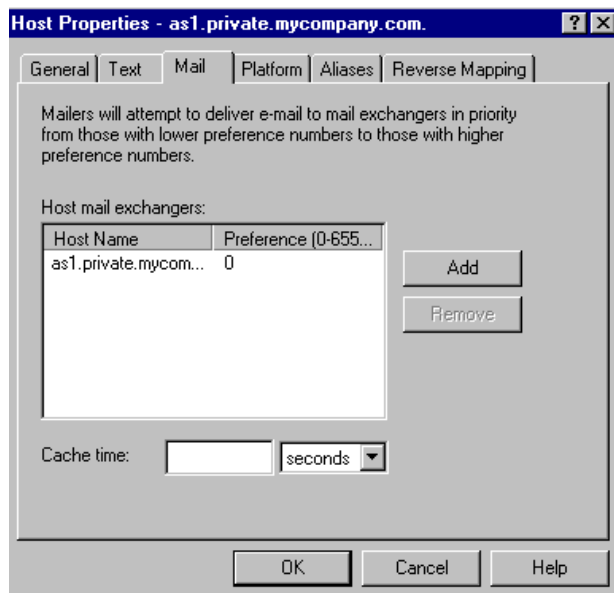 Host Properties - as1.private.mycompany.com.
General Text Mail Platform Aliases Reverse Mapping
Mailers will attempt to deliver e-mail to mail exchangers in priority
from those with lower preference numbers to those with higher
preference numbers.
Host mail exchangers:
Host Name Preference (0-655...
as1.private.mycom... 0
Add
Remove
Cache time: seconds
OK Cancel Help